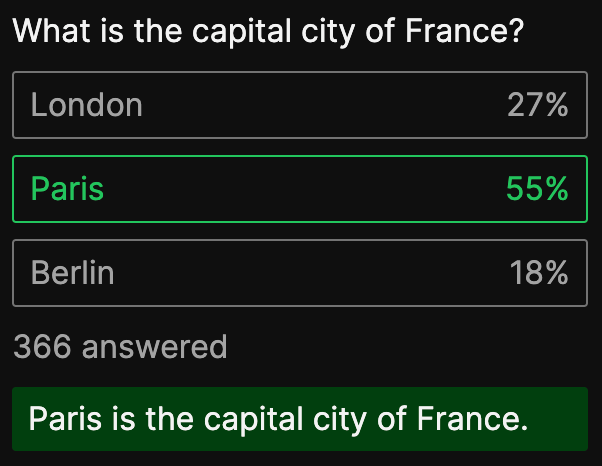 What is the capital city of France?
London 27%
Paris 55%
Berlin 18%
366 answered
Paris is the capital city of France.